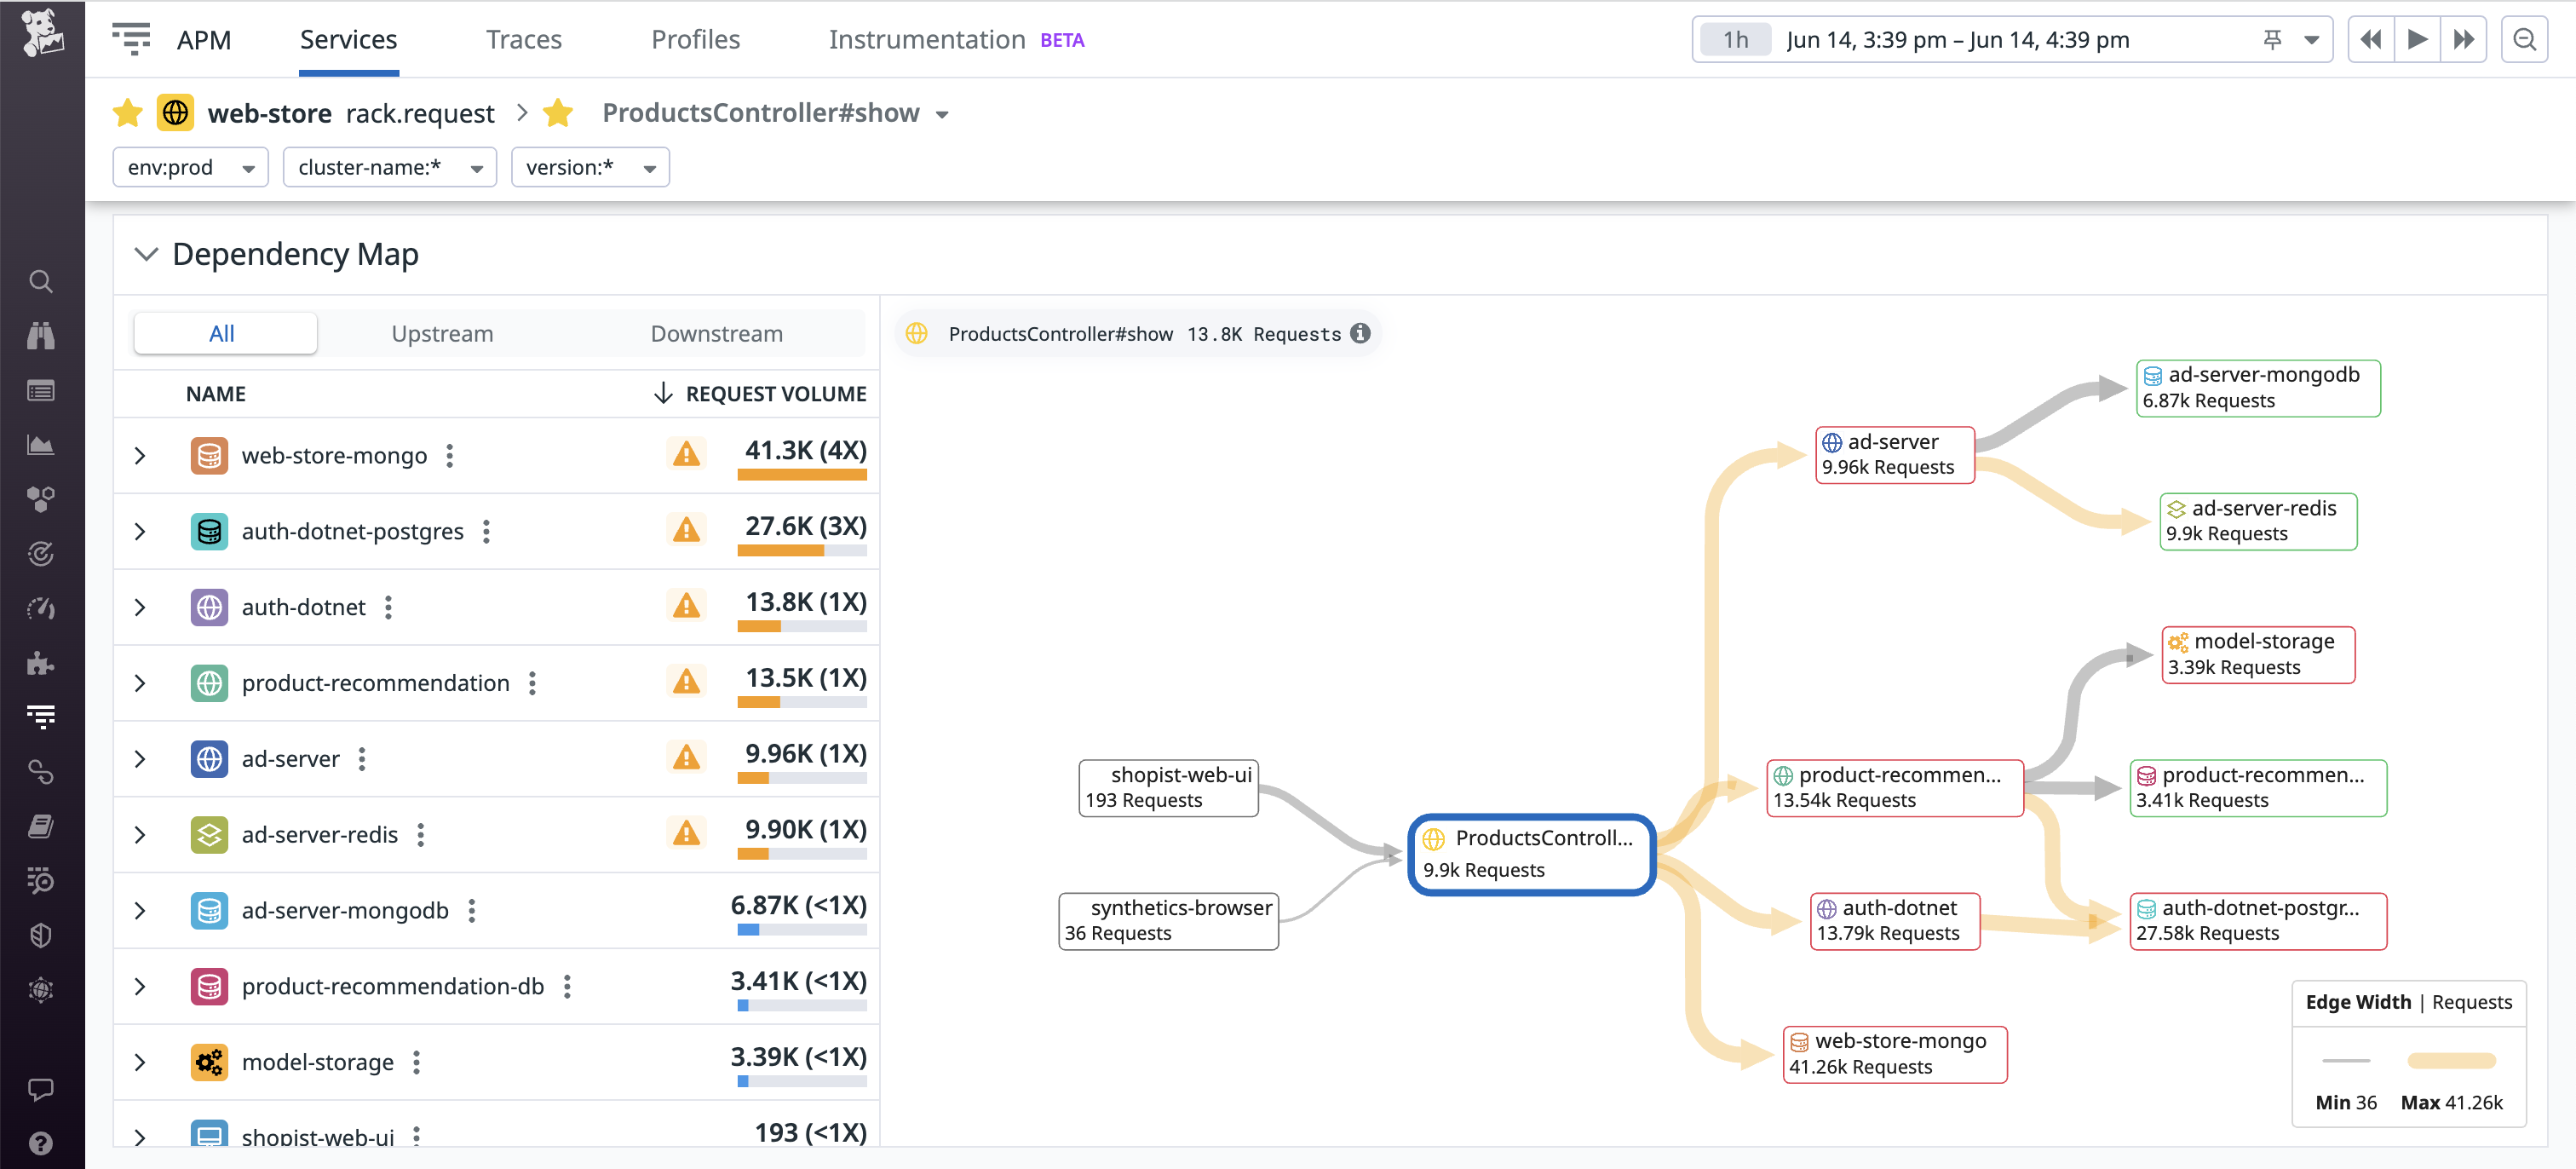 APM
Services
Traces
Profiles
Instrumentation BETA
1h Jun 14, 3:39 pm – Jun 14, 4:39 pm
web-store rack.request > ProductsController#show
env:prod
cluster-name:*
version:*
Dependency Map
All
Upstream
Downstream
NAME
REQUEST VOLUME
web-store-mongo 41.3K (4X)
auth-dotnet-postgres 27.6K (3X)
auth-dotnet 13.8K (1X)
product-recommendation 13.5K (1X)
ad-server 9.96K (1X)
ad-server-redis 9.90K (1X)
ad-server-mongodb 6.87K (<1X)
product-recommendation-db 3.41K (<1X)
model-storage 3.39K (<1X)
shopist-web-ui 193 (<1X)
ProductsController#show 13.8K Requests
ad-server-mongodb
6.87k Requests
ad-server
9.96k Requests
ad-server-redis
9.9k Requests
model-storage
3.39k Requests
shopist-web-ui
193 Requests
product-recommen...
13.54k Requests
product-recommen...
3.41k Requests
ProductsControll...
9.9k Requests
synthetics-browser
36 Requests
auth-dotnet
13.79k Requests
auth-dotnet-postgr...
27.58k Requests
web-store-mongo
41.26k Requests
Edge Width | Requests
Min 36 Max 41.26k